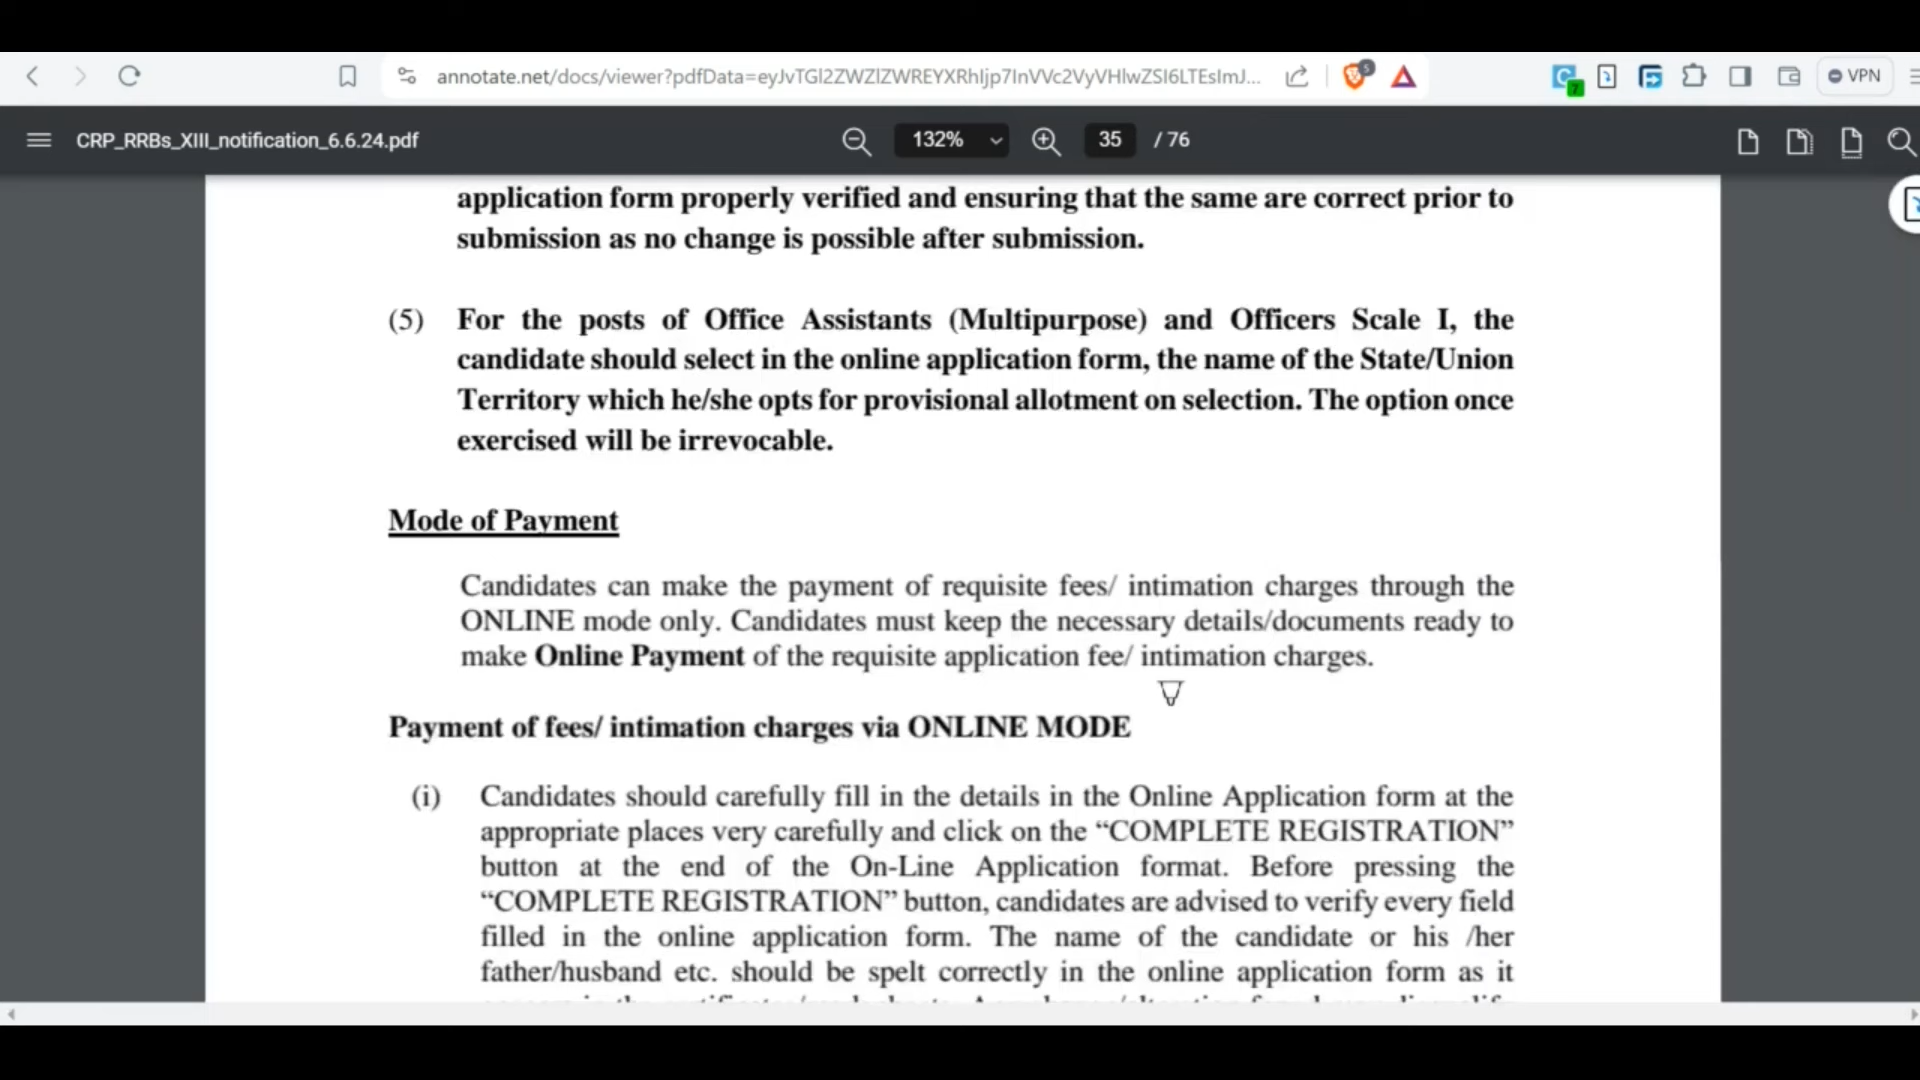 annotate.net/docs/viewer?pdfData=eyJvTGl2ZWZlZWREYXRhIjp7InVVc2VyVHlwZSI6LTEsImJ...
5
7
VPN
CRP_RRBs_XIII_notification_6.6.24.pdf
132%
35 / 76
application form properly verified and ensuring that the same are correct prior to
submission as no change is possible after submission.
(5) For the posts of Office Assistants (Multipurpose) and Officers Scale I, the
candidate should select in the online application form, the name of the State/Union
Territory which he/she opts for provisional allotment on selection. The option once
exercised will be irrevocable.
Mode of Payment
Candidates can make the payment of requisite fees/ intimation charges through the
ONLINE mode only. Candidates must keep the necessary details/documents ready to
make Online Payment of the requisite application fee/ intimation charges.
Payment of fees/ intimation charges via ONLINE MODE
(i) Candidates should carefully fill in the details in the Online Application form at the
appropriate places very carefully and click on the “COMPLETE REGISTRATION”
button at the end of the On-Line Application format. Before pressing the
“COMPLETE REGISTRATION” button, candidates are advised to verify every field
filled in the online application form. The name of the candidate or his /her
father/husband etc. should be spelt correctly in the online application form as it